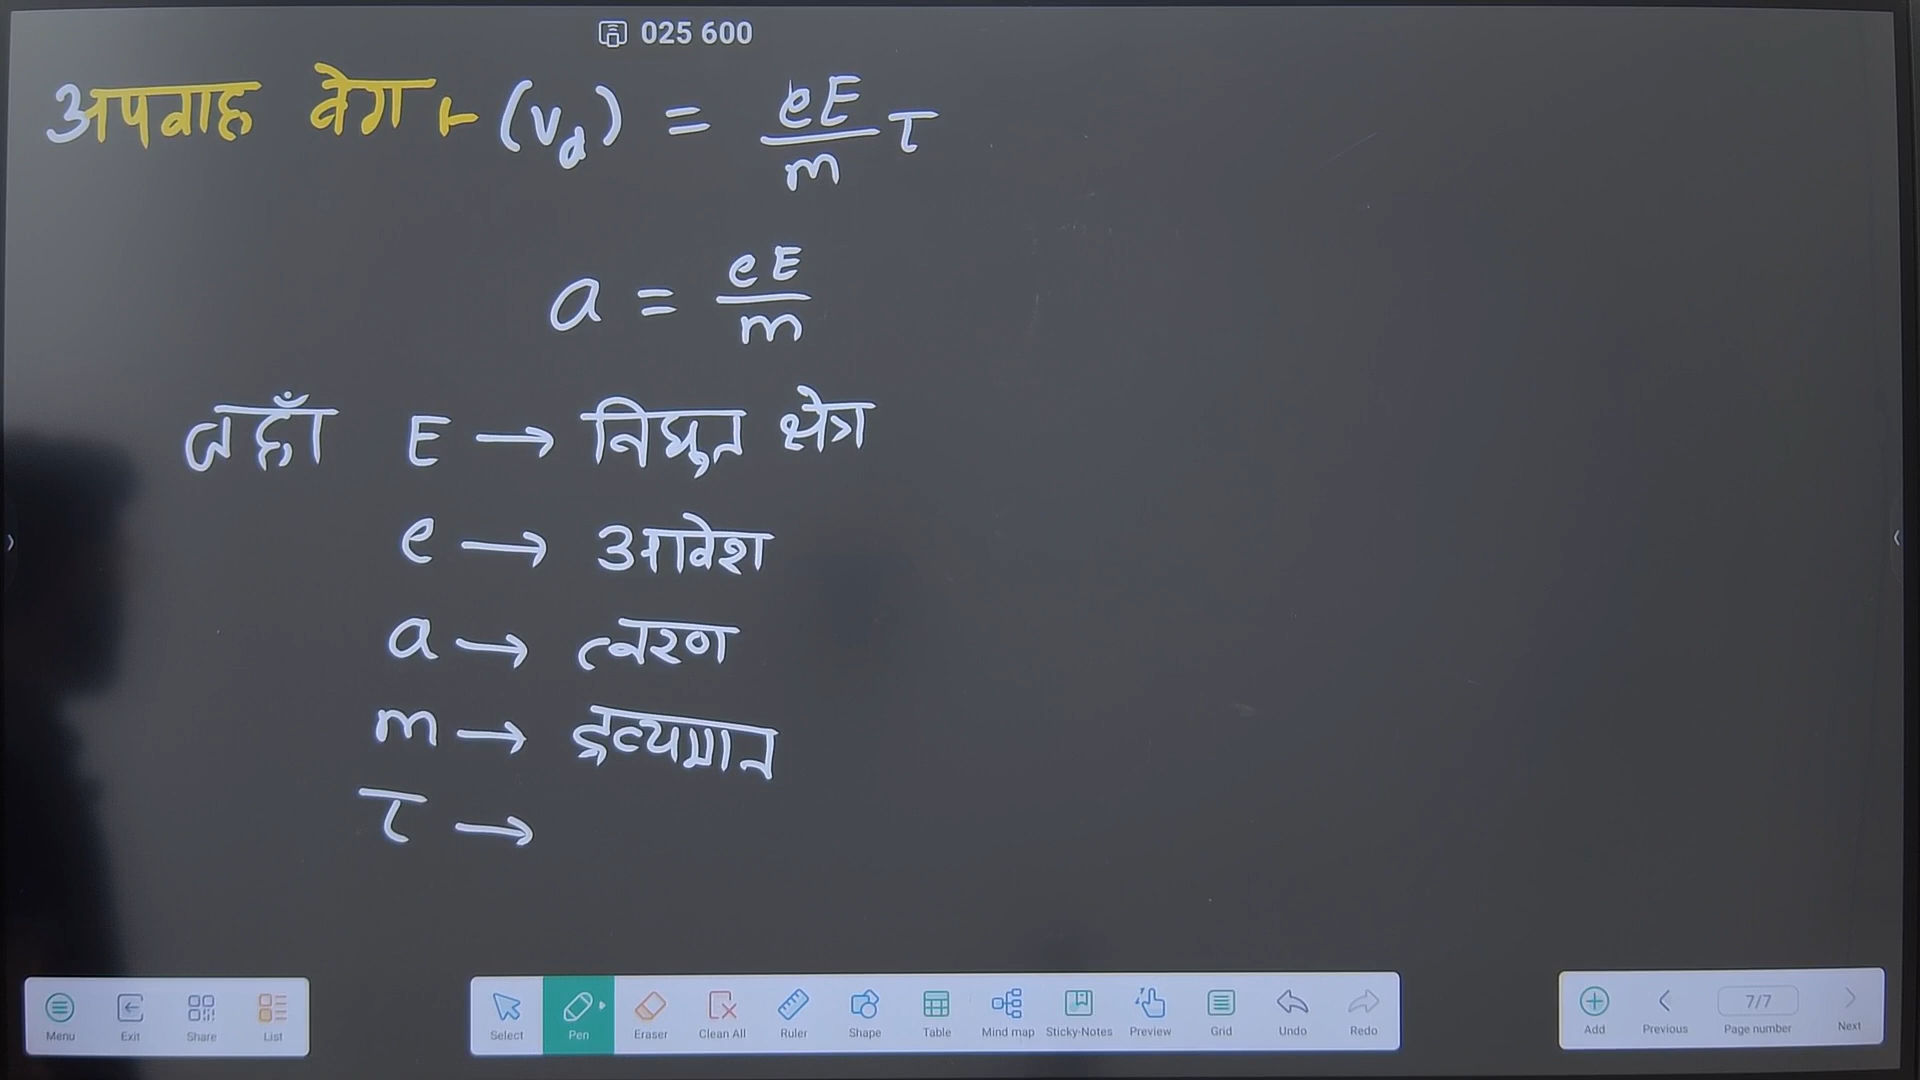 025 600
अपवाह वेग :- (vd) = eE/m τ
a = eE/m
जहाँ E → विद्युत क्षेत्र
e → आवेश
a → त्वरण
m → द्रव्यमान
τ →
Menu Exit Share List Select Pen Eraser Clean All Ruler Shape Table Mind map Sticky-Notes Preview Grid Undo Redo Add Previous 7/7 Page number Next